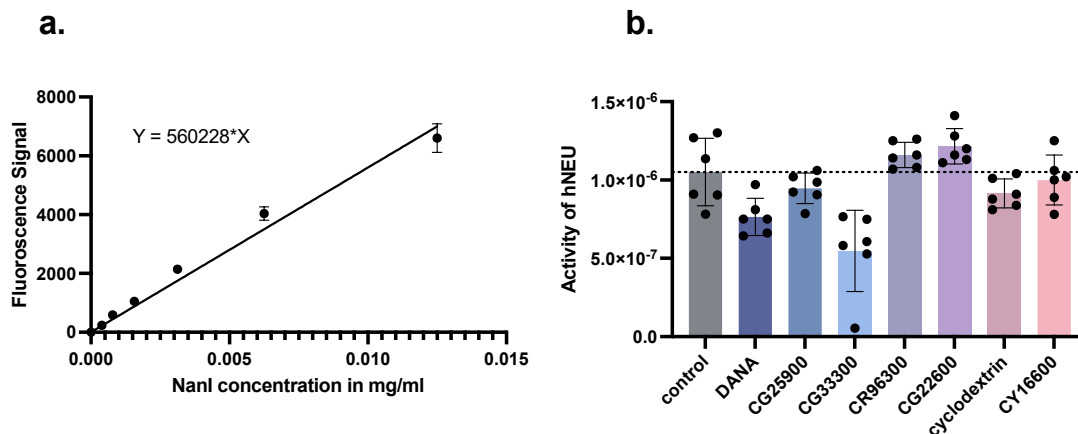 a.
Fluoroscence Signal
8000
6000
4000
2000
0
Y = 560228*X
0.000
0.005
0.010
0.015
NanI concentration in mg/ml
b.
Activity of hNEU
1.5×10⁻⁶
1.0×10⁻⁶
5.0×10⁻⁷
0.0
control
DANA
CG25900
CG33300
CR96300
CG22600
cyclodextrin
CY16600